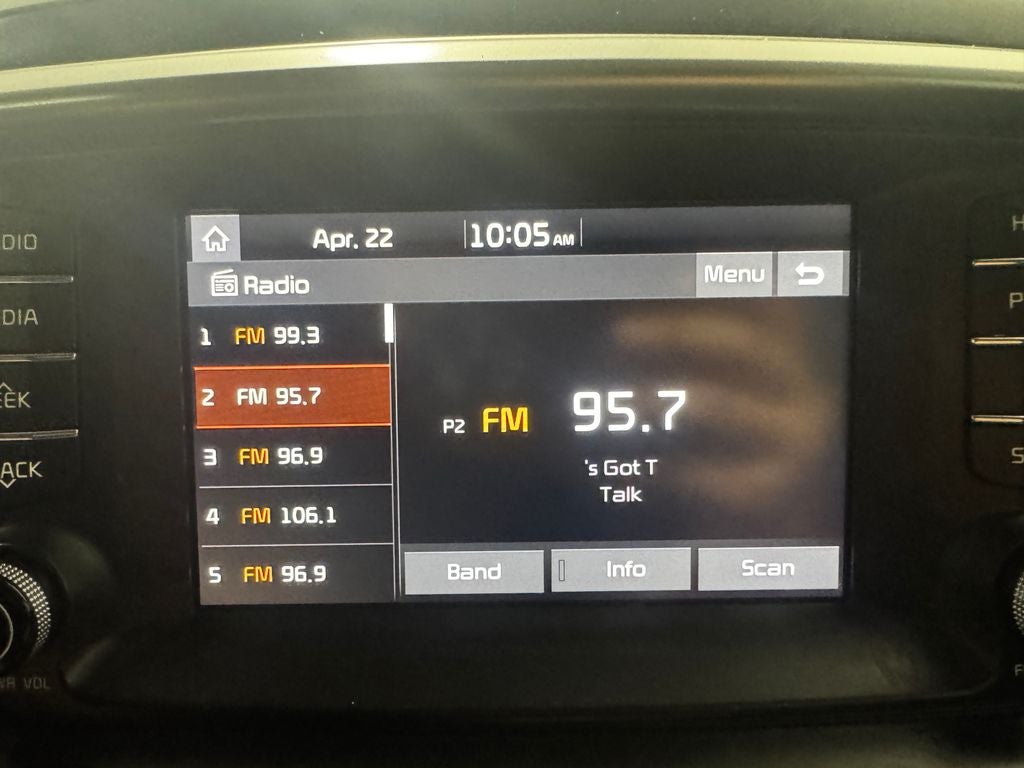 Apr. 22 10:05 AM
Radio Menu
1 FM 99.3
2 FM 95.7
3 FM 96.9
4 FM 106.1
5 FM 96.9
P2 FM 95.7
's Got T
Talk
Band Info Scan
DIO
DIA
EEK
ACK
VOL
H
P
S
F